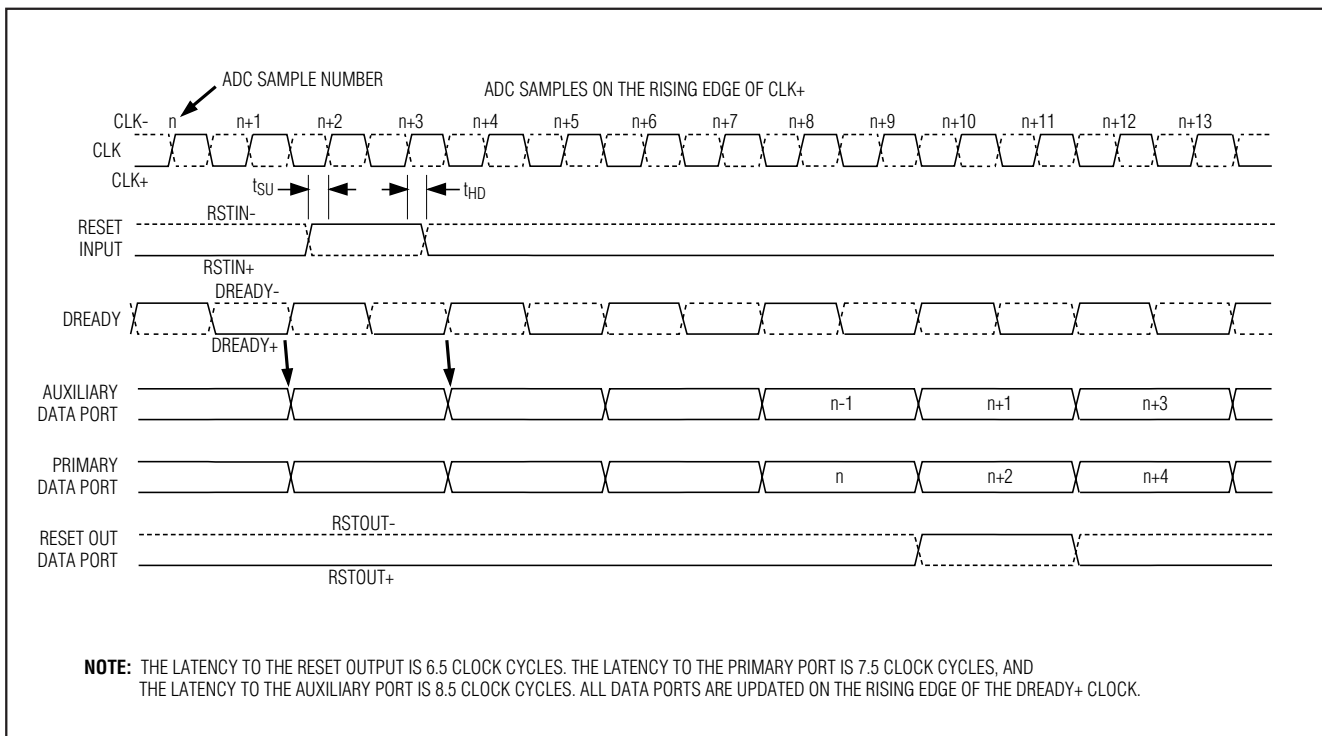 ADC SAMPLE NUMBER
ADC SAMPLES ON THE RISING EDGE OF CLK+
CLK- n n+1 n+2 n+3 n+4 n+5 n+6 n+7 n+8 n+9 n+10 n+11 n+12 n+13
CLK
CLK+
tSU tHD
RSTIN-
RESET
INPUT
RSTIN+
DREADY-
DREADY
DREADY+
AUXILIARY
DATA PORT
n-1 n+1 n+3
PRIMARY
DATA PORT
n n+2 n+4
RSTOUT-
RESET OUT
DATA PORT
RSTOUT+
NOTE: THE LATENCY TO THE RESET OUTPUT IS 6.5 CLOCK CYCLES. THE LATENCY TO THE PRIMARY PORT IS 7.5 CLOCK CYCLES, AND
THE LATENCY TO THE AUXILIARY PORT IS 8.5 CLOCK CYCLES. ALL DATA PORTS ARE UPDATED ON THE RISING EDGE OF THE DREADY+ CLOCK.